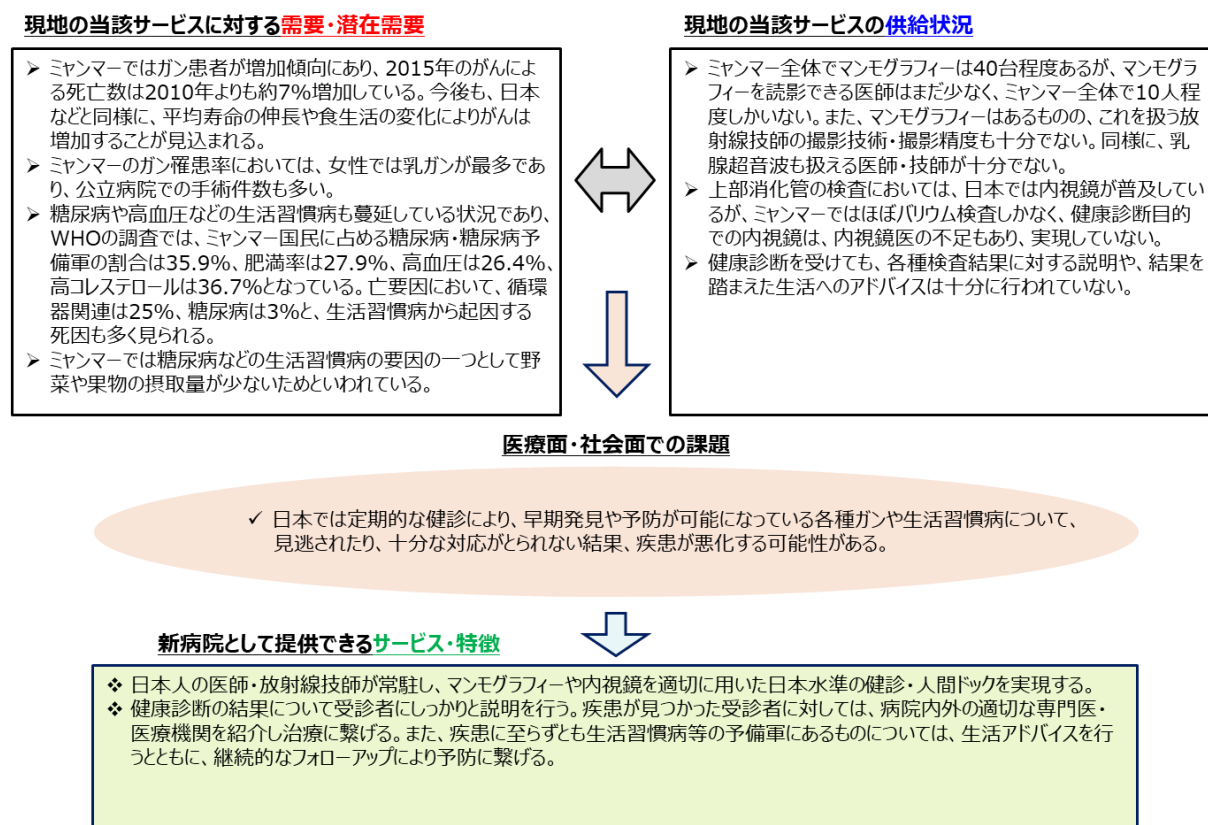 現地の当該サービスに対する需要・潜在需要
➢ ミャンマーではガン患者が増加傾向にあり、2015年のがんによ
る死亡数は2010年よりも約7%増加している。今後も、日本
などと同様に、平均寿命の伸長や食生活の変化によりがんは
増加することが見込まれる。
➢ ミャンマーのガン罹患率においては、女性では乳ガンが最多であ
り、公立病院での手術件数も多い。
➢ 糖尿病や高血圧などの生活習慣病も蔓延している状況であり、
WHOの調査では、ミャンマー国民に占める糖尿病・糖尿病予
備軍の割合は35.9%、肥満率は27.9%、高血圧は26.4%、
高コレステロールは36.7%となっている。亡要因において、循環
器関連は25%、糖尿病は3%と、生活習慣病から起因する
死因も多く見られる。
➢ ミャンマーでは糖尿病などの生活習慣病の要因の一つとして野
菜や果物の摂取量が少ないためといわれている。
現地の当該サービスの供給状況
➢ ミャンマー全体でマンモグラフィーは40台程度あるが、マンモグラ
フィーを読影できる医師はまだ少なく、ミャンマー全体で10人程
度しかいない。また、マンモグラフィーはあるものの、これを扱う放
射線技師の撮影技術・撮影精度も十分でない。同様に、乳
腺超音波も扱える医師・技師が十分でない。
➢ 上部消化管の検査においては、日本では内視鏡が普及してい
るが、ミャンマーではほぼバリウム検査しかなく、健康診断目的
での内視鏡は、内視鏡医の不足もあり、実現していない。
➢ 健康診断を受けても、各種検査結果に対する説明や、結果を
踏まえた生活へのアドバイスは十分に行われていない。
医療面・社会面での課題
✓ 日本では定期的な健診により、早期発見や予防が可能になっている各種ガンや生活習慣病について、
見逃されたり、十分な対応がとられない結果、疾患が悪化する可能性がある。
新病院として提供できるサービス・特徴
❖ 日本人の医師・放射線技師が常駐し、マンモグラフィーや内視鏡を適切に用いた日本水準の健診・人間ドックを実現する。
❖ 健康診断の結果について受診者にしっかりと説明を行う。疾患が見つかった受診者に対しては、病院内外の適切な専門医・
医療機関を紹介し治療に繋げる。また、疾患に至らずとも生活習慣病等の予備軍にあるものについては、生活アドバイスを行
うとともに、継続的なフォローアップにより予防に繋げる。